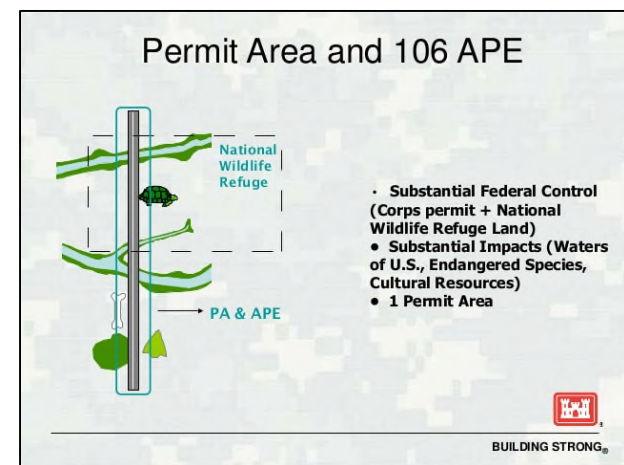 Permit Area and 106 APE
National
Wildlife
Refuge
PA & APE
· Substantial Federal Control
(Corps permit + National
Wildlife Refuge Land)
• Substantial Impacts (Waters
of U.S., Endangered Species,
Cultural Resources)
• 1 Permit Area
BUILDING STRONG®